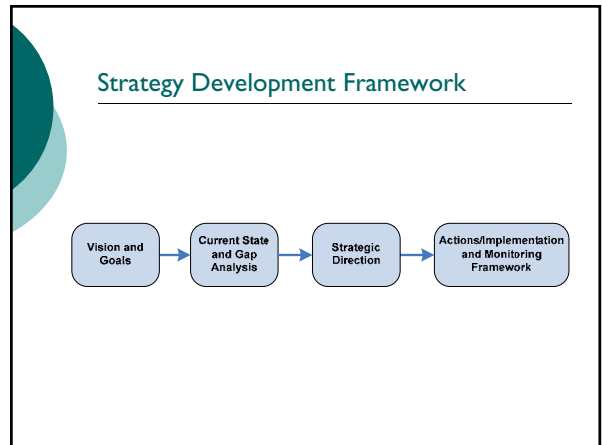 Strategy Development Framework
Vision and
Goals
Current State
and Gap
Analysis
Strategic
Direction
Actions/Implementation
and Monitoring
Framework